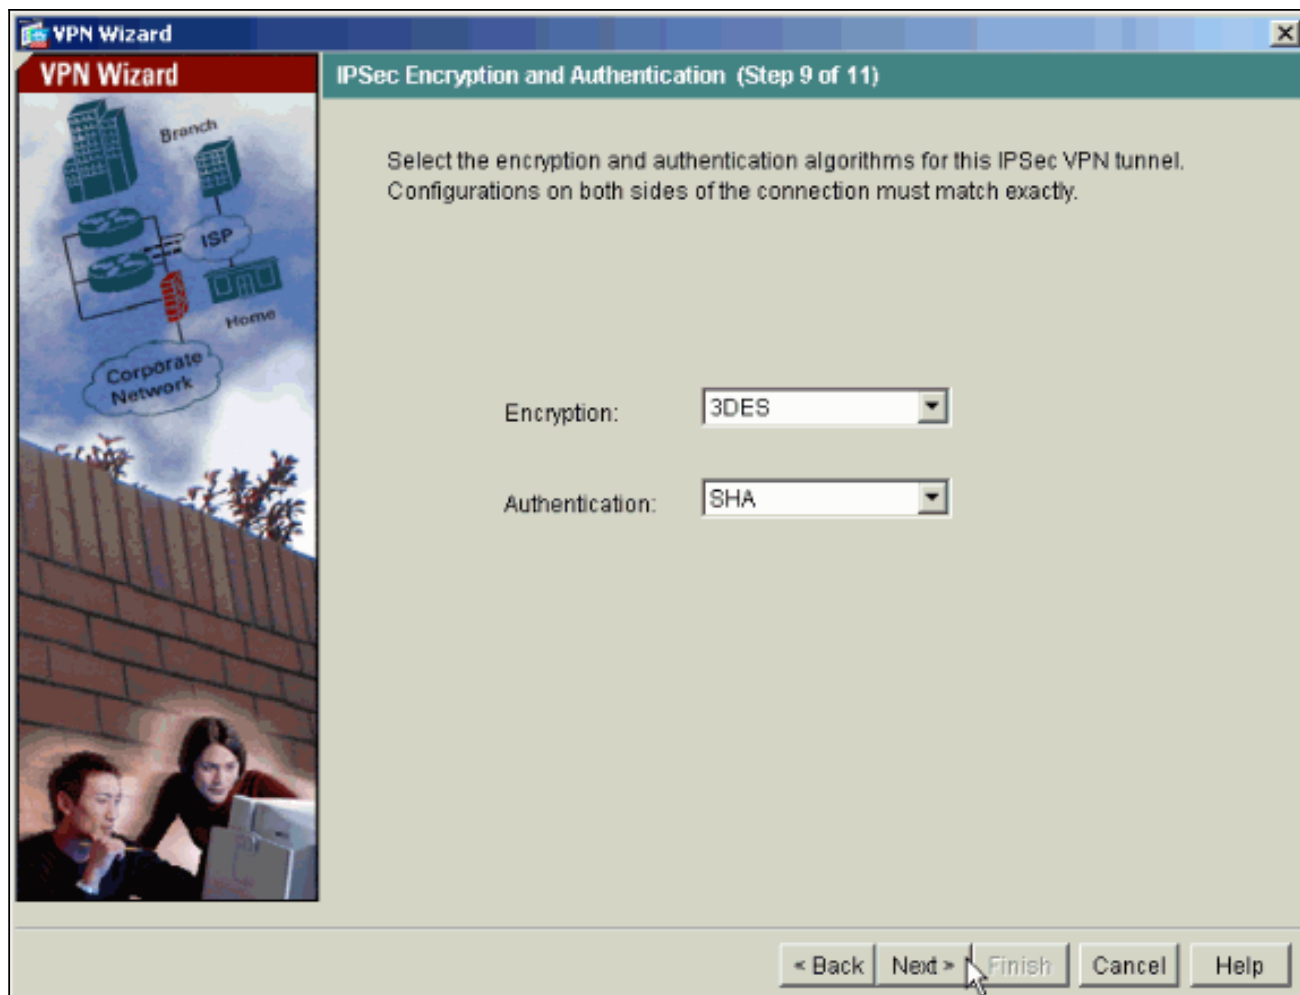 VPN Wizard
VPN Wizard
IPSec Encryption and Authentication (Step 9 of 11)
Branch
ISP
Home
Corporate
Network
Select the encryption and authentication algorithms for this IPSec VPN tunnel.
Configurations on both sides of the connection must match exactly.
Encryption: 3DES
Authentication: SHA
< Back Next > Finish Cancel Help